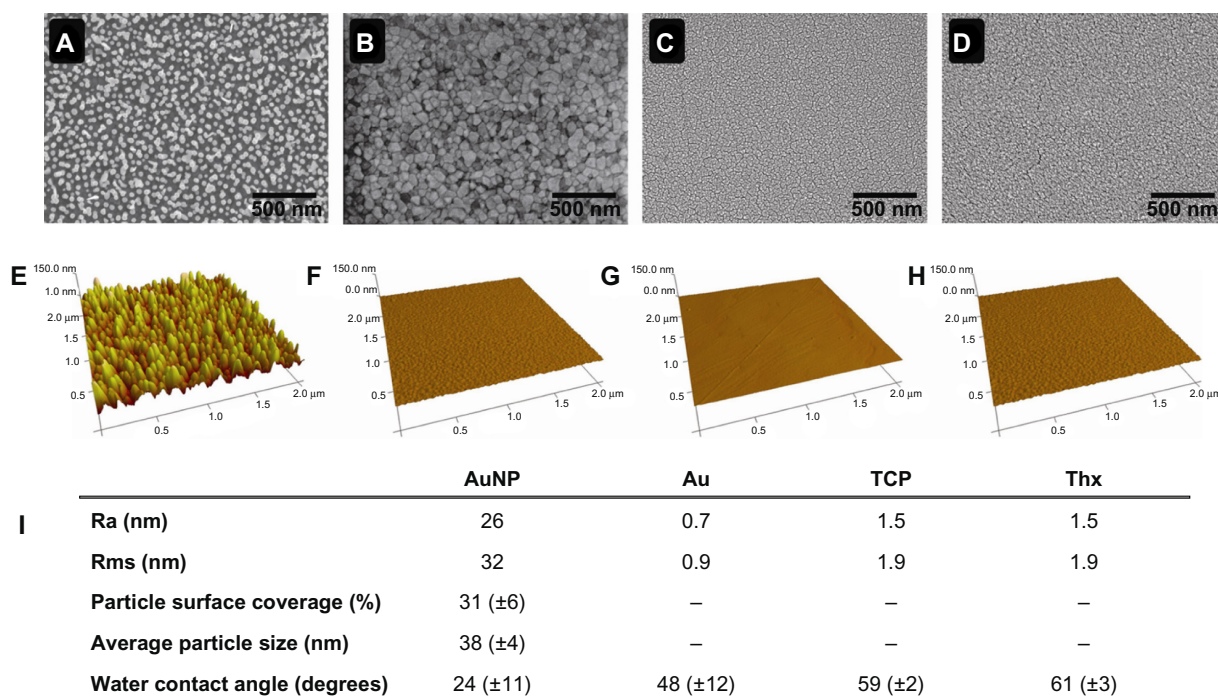 A B C D
500 nm 500 nm 500 nm 500 nm
E F G H
150.0 nm 150.0 nm 150.0 nm 150.0 nm
1.0 nm 0.0 nm 0.0 nm 0.0 nm
2.0 µm 2.0 µm 2.0 µm 2.0 µm
1.5 1.5 1.5 1.5
1.0 1.0 1.0 1.0
0.5 2.0 µm 0.5 2.0 µm 0.5 2.0 µm 0.5 2.0 µm
1.5 1.5 1.5 1.5
1.0 1.0 1.0 1.0
0.5 0.5 0.5 0.5
AuNP Au TCP Thx
I
Ra (nm) 26 0.7 1.5 1.5
Rms (nm) 32 0.9 1.9 1.9
Particle surface coverage (%) 31 (±6) – – –
Average particle size (nm) 38 (±4) – – –
Water contact angle (degrees) 24 (±11) 48 (±12) 59 (±2) 61 (±3)